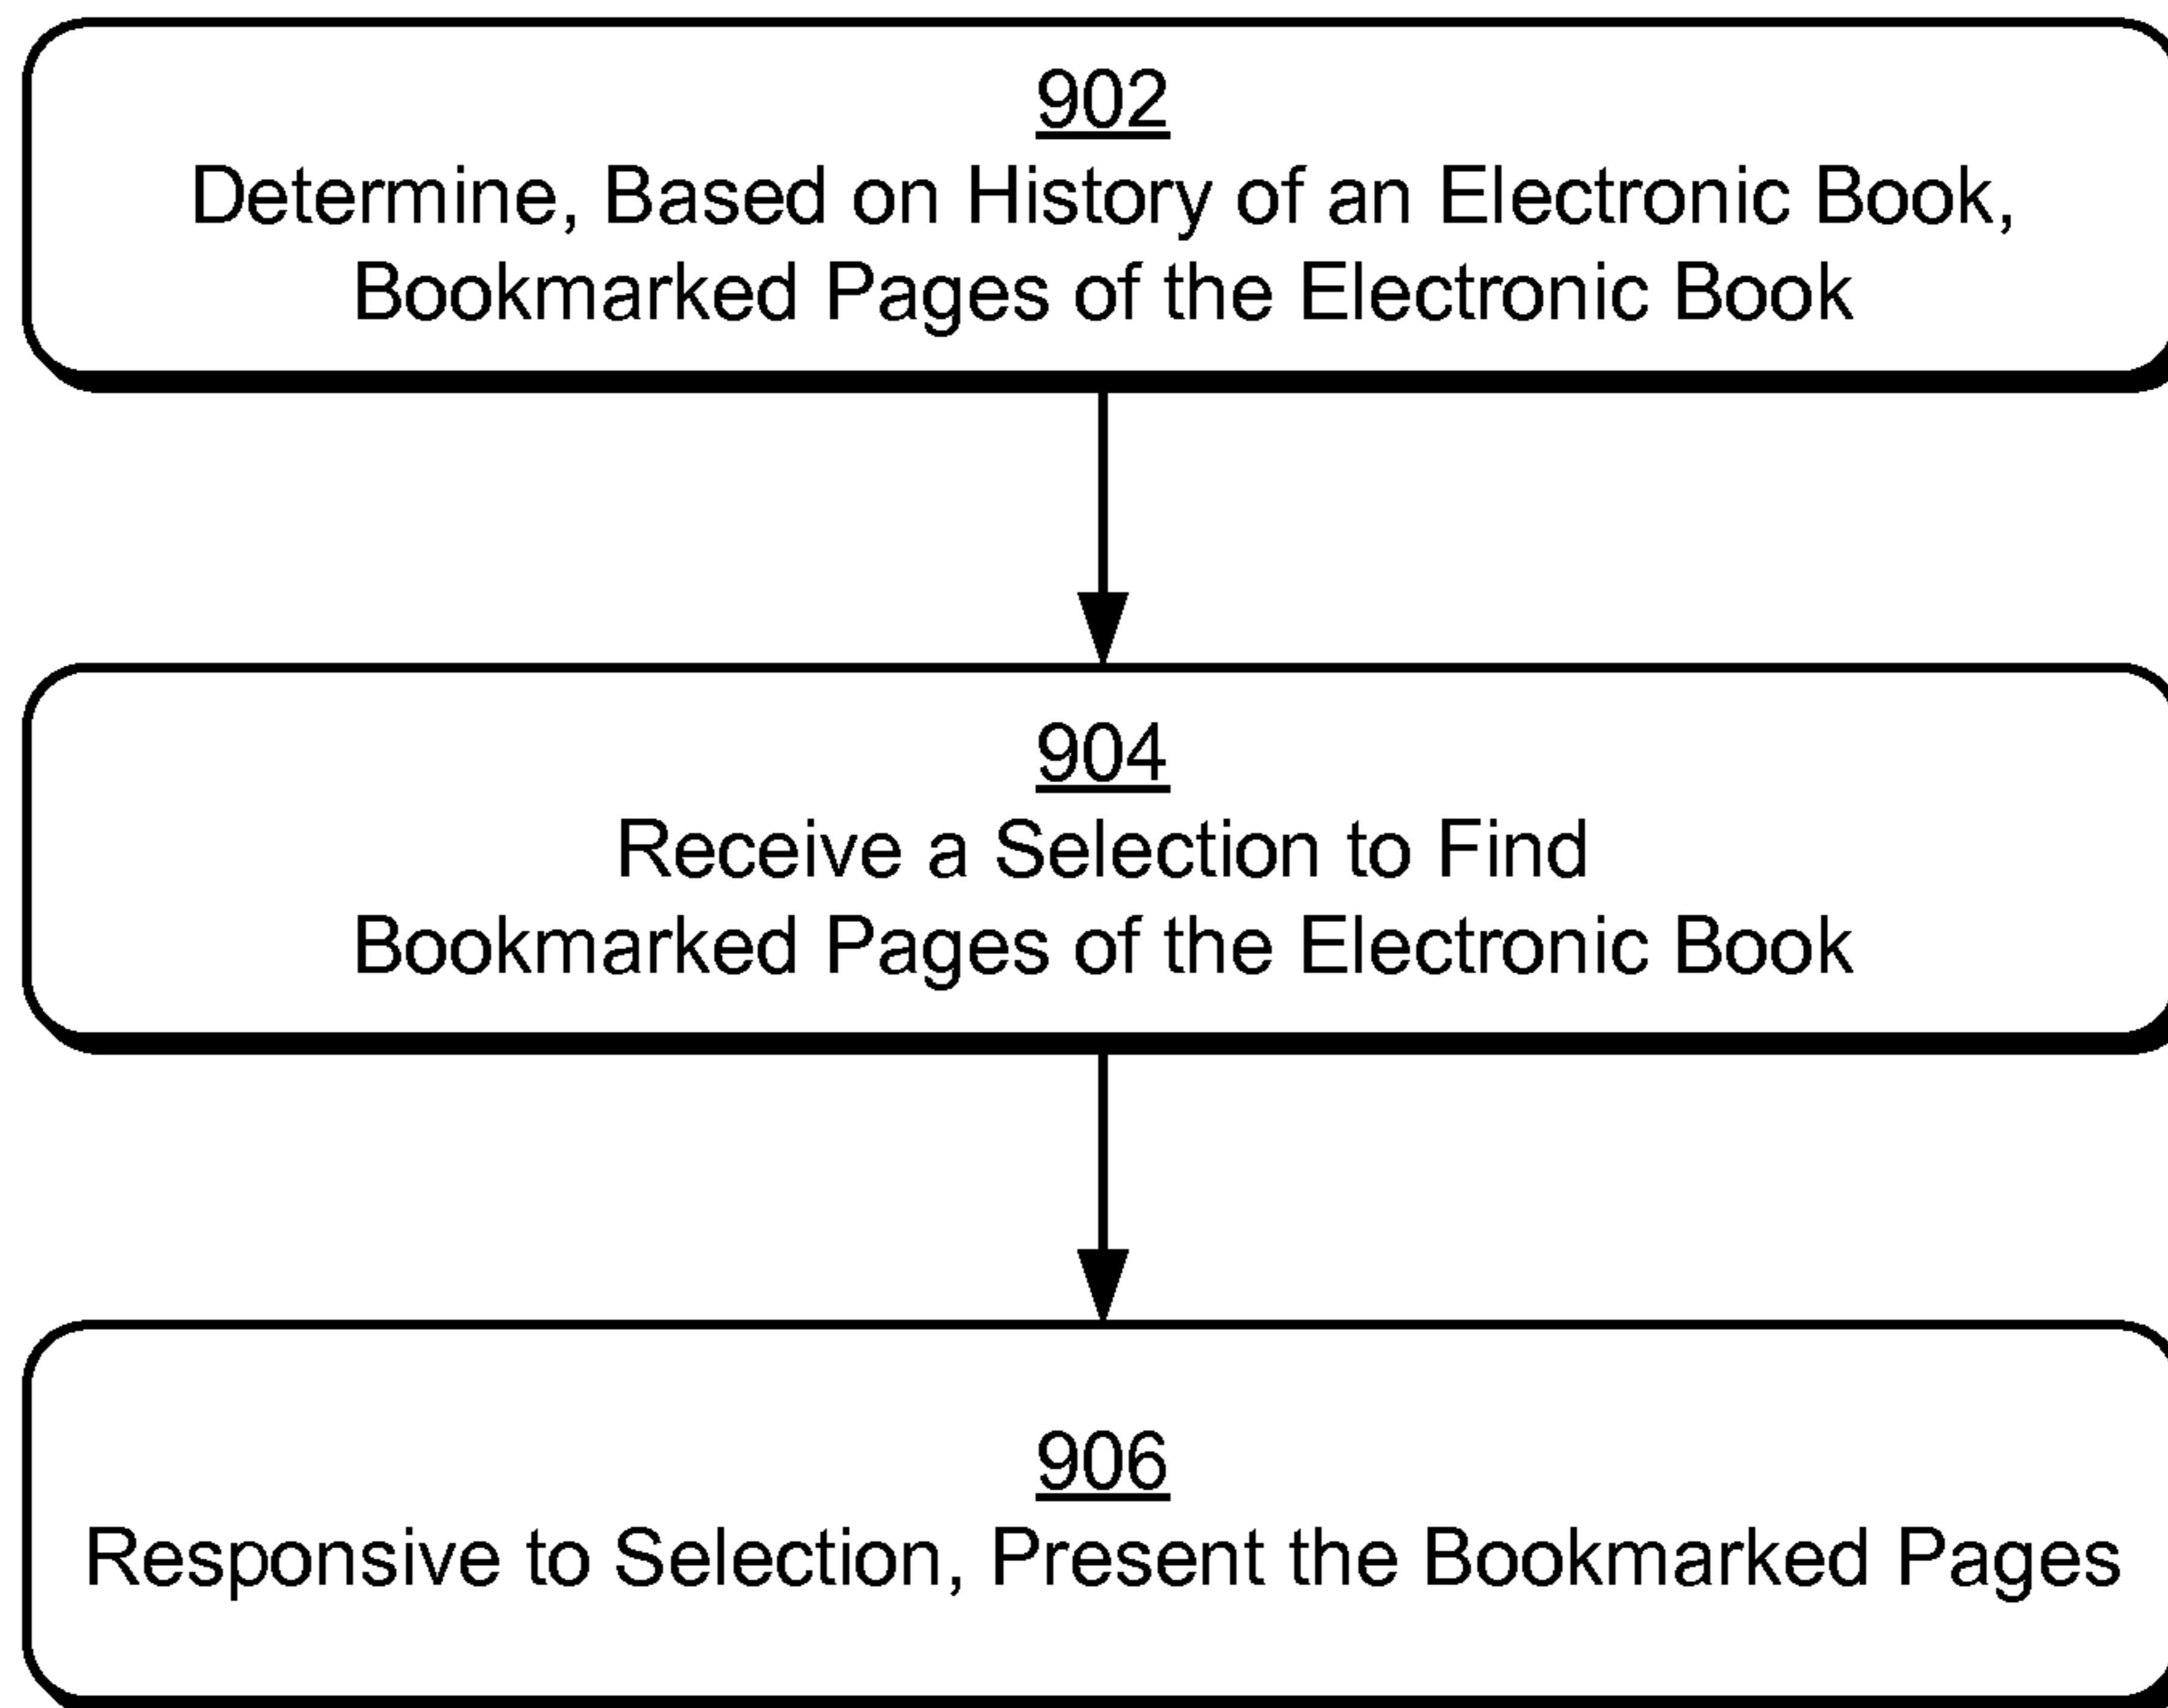 902
Determine, Based on History of an Electronic Book,
Bookmarked Pages of the Electronic Book
904
Receive a Selection to Find
Bookmarked Pages of the Electronic Book
906
Responsive to Selection, Present the Bookmarked Pages